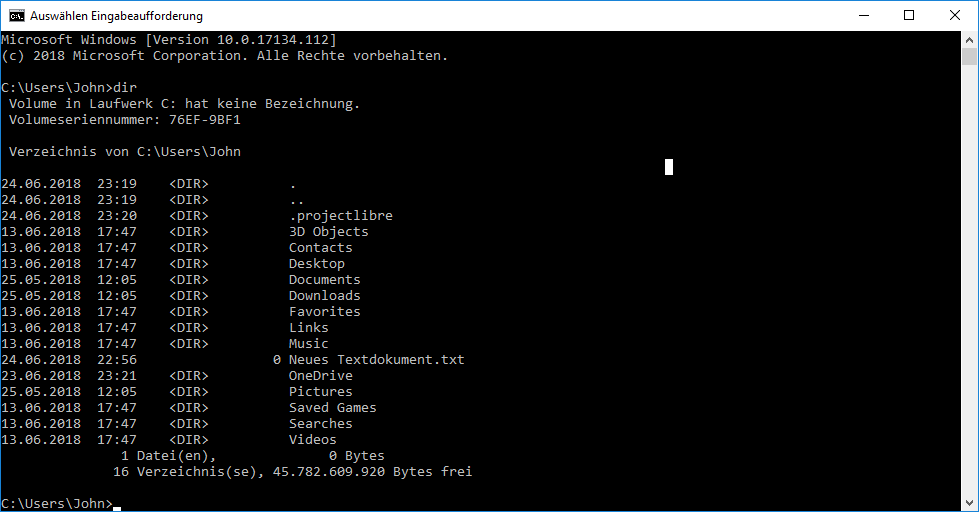 Auswählen Eingabeaufforderung
Microsoft Windows [Version 10.0.17134.112]
(c) 2018 Microsoft Corporation. Alle Rechte vorbehalten.

C:\Users\John>dir
 Volume in Laufwerk C: hat keine Bezeichnung.
 Volumeseriennummer: 76EF-9BF1

 Verzeichnis von C:\Users\John

24.06.2018  23:19    <DIR>          .
24.06.2018  23:19    <DIR>          ..
24.06.2018  23:20    <DIR>          .projectlibre
13.06.2018  17:47    <DIR>          3D Objects
13.06.2018  17:47    <DIR>          Contacts
13.06.2018  17:47    <DIR>          Desktop
25.05.2018  12:05    <DIR>          Documents
25.05.2018  12:05    <DIR>          Downloads
13.06.2018  17:47    <DIR>          Favorites
13.06.2018  17:47    <DIR>          Links
13.06.2018  17:47    <DIR>          Music
24.06.2018  22:56                 0 Neues Textdokument.txt
23.06.2018  23:21    <DIR>          OneDrive
25.05.2018  12:05    <DIR>          Pictures
13.06.2018  17:47    <DIR>          Saved Games
13.06.2018  17:47    <DIR>          Searches
13.06.2018  17:47    <DIR>          Videos
               1 Datei(en),              0 Bytes
              16 Verzeichnis(se), 45.782.609.920 Bytes frei

C:\Users\John>